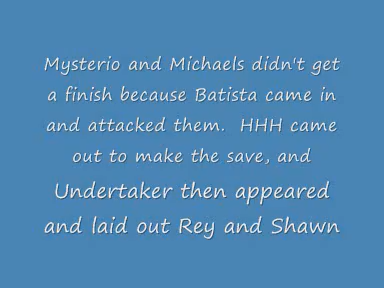 Mysterio and Michaels didn't get
a finish because Batista came in
and attacked them.  HHH came
out to make the save, and
Undertaker then appeared
and laid out Rey and Shawn